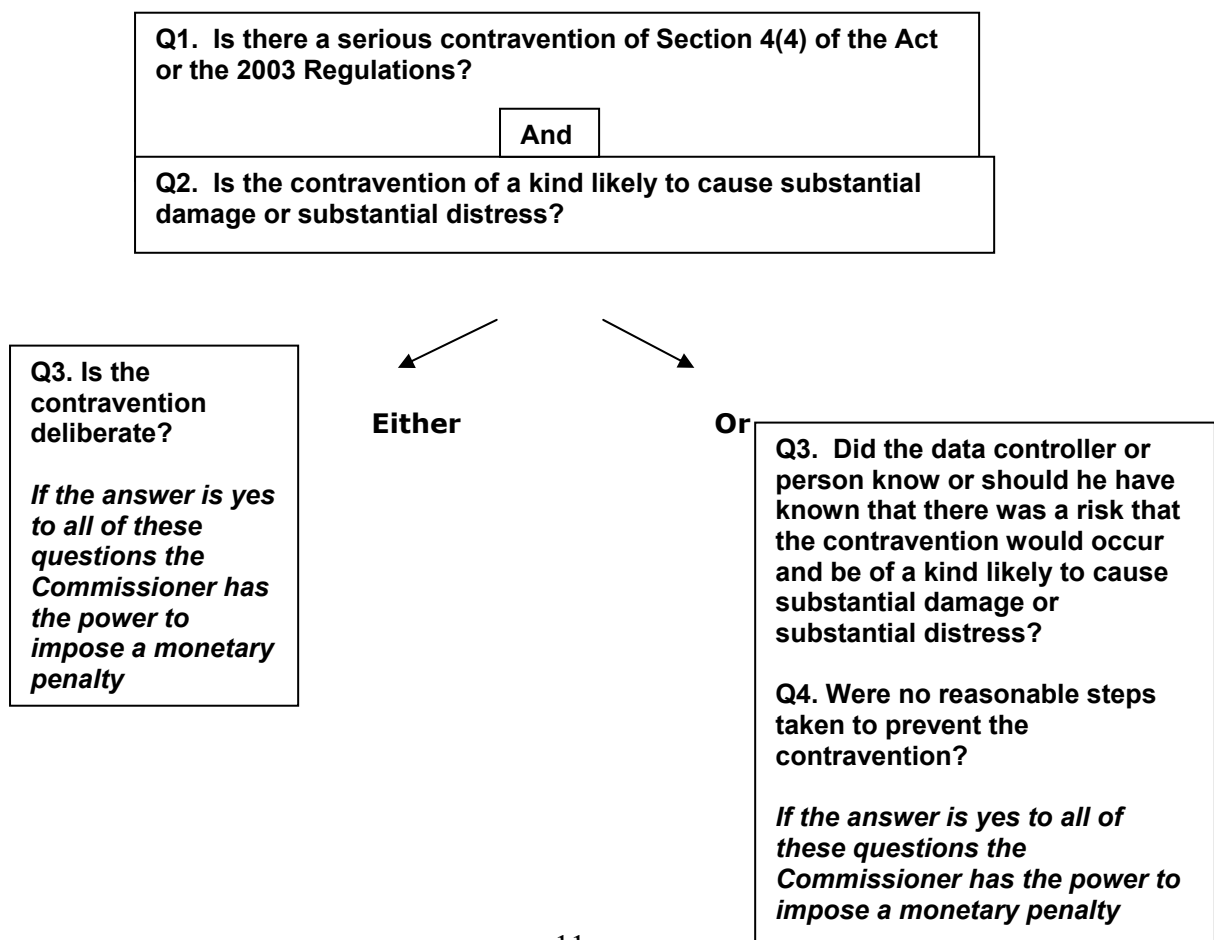 Q1. Is there a serious contravention of Section 4(4) of the Act
or the 2003 Regulations?
And
Q2. Is the contravention of a kind likely to cause substantial
damage or substantial distress?
Q3. Is the
contravention
deliberate?
If the answer is yes
to all of these
questions the
Commissioner has
the power to
impose a monetary
penalty
Either
Or
Q3. Did the data controller or
person know or should he have
known that there was a risk that
the contravention would occur
and be of a kind likely to cause
substantial damage or
substantial distress?
Q4. Were no reasonable steps
taken to prevent the
contravention?
If the answer is yes to all of
these questions the
Commissioner has the power to
impose a monetary penalty
11